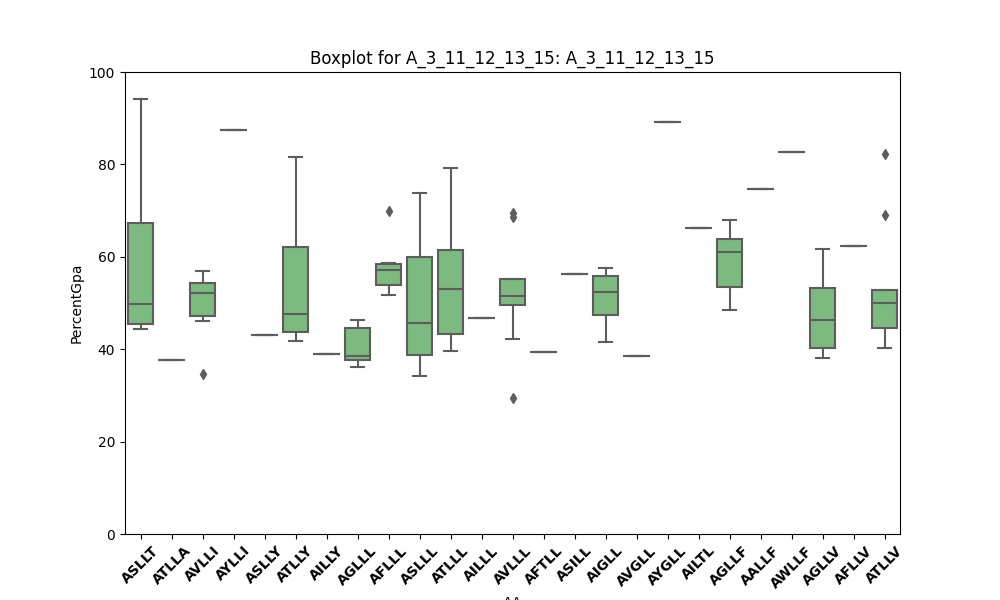 Boxplot for A_3_11_12_13_15: A_3_11_12_13_15
PercentGpa
100
80
60
40
20
0
ASLLT ATLLA AVLLI AYLLI ASLLY ATLLY AILLY AGLLL AFLLL ASLLL ATLLL AILLL AVLLL AFTLL ASILL AIGLL AVGLL AYGLL AILTL AGLLF AALLF AWLLF AGLLV AFLLV ATLLV
AA